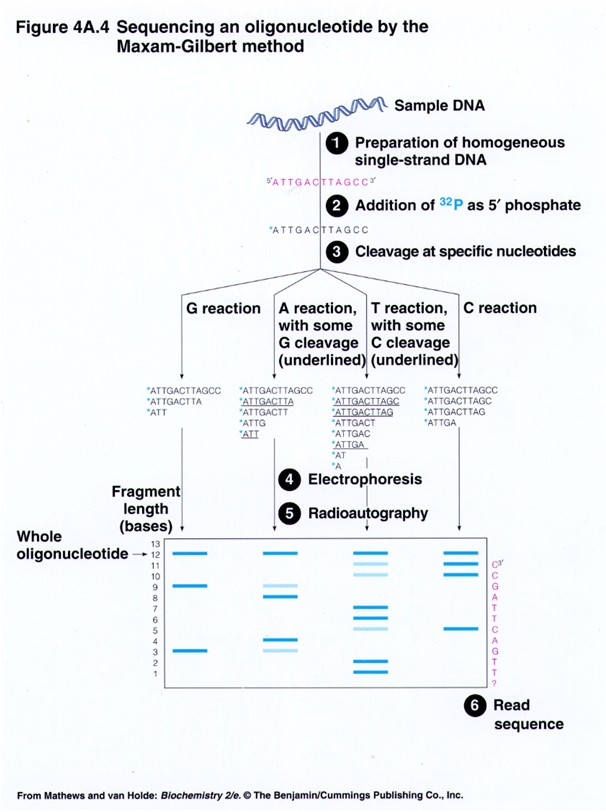 Figure 4A.4 Sequencing an oligonucleotide by the
Maxam-Gilbert method
Sample DNA
1 Preparation of homogeneous
single-strand DNA
5'ATTGACTTAGCC3'
2 Addition of 32P as 5′ phosphate
*ATTGACTTAGCC
3 Cleavage at specific nucleotides
G reaction
A reaction,
with some
G cleavage
(underlined)
T reaction,
with some
C cleavage
(underlined)
C reaction
*ATTGACTTAGCC
*ATTGACTTA
*ATT
*ATTGACTTAGCC
*ATTGACTTA
*ATTGACTT
*ATTG
*ATT
*ATTGACTTAGCC
*ATTGACTTAGC
*ATTGACTTAG
*ATTGACT
*ATTGAC
*ATTGA
*AT
*A
*ATTGACTTAGCC
*ATTGACTTAGC
*ATTGACTTAG
*ATTGA
4 Electrophoresis
5 Radioautography
Fragment
length
(bases)
Whole
oligonucleotide
13
12
11
10
9
8
7
6
5
4
3
2
1
C3'
C
G
A
T
T
C
A
G
T
T
?
6 Read
sequence
From Mathews and van Holde: Biochemistry 2/e. © The Benjamin/Cummings Publishing Co., Inc.